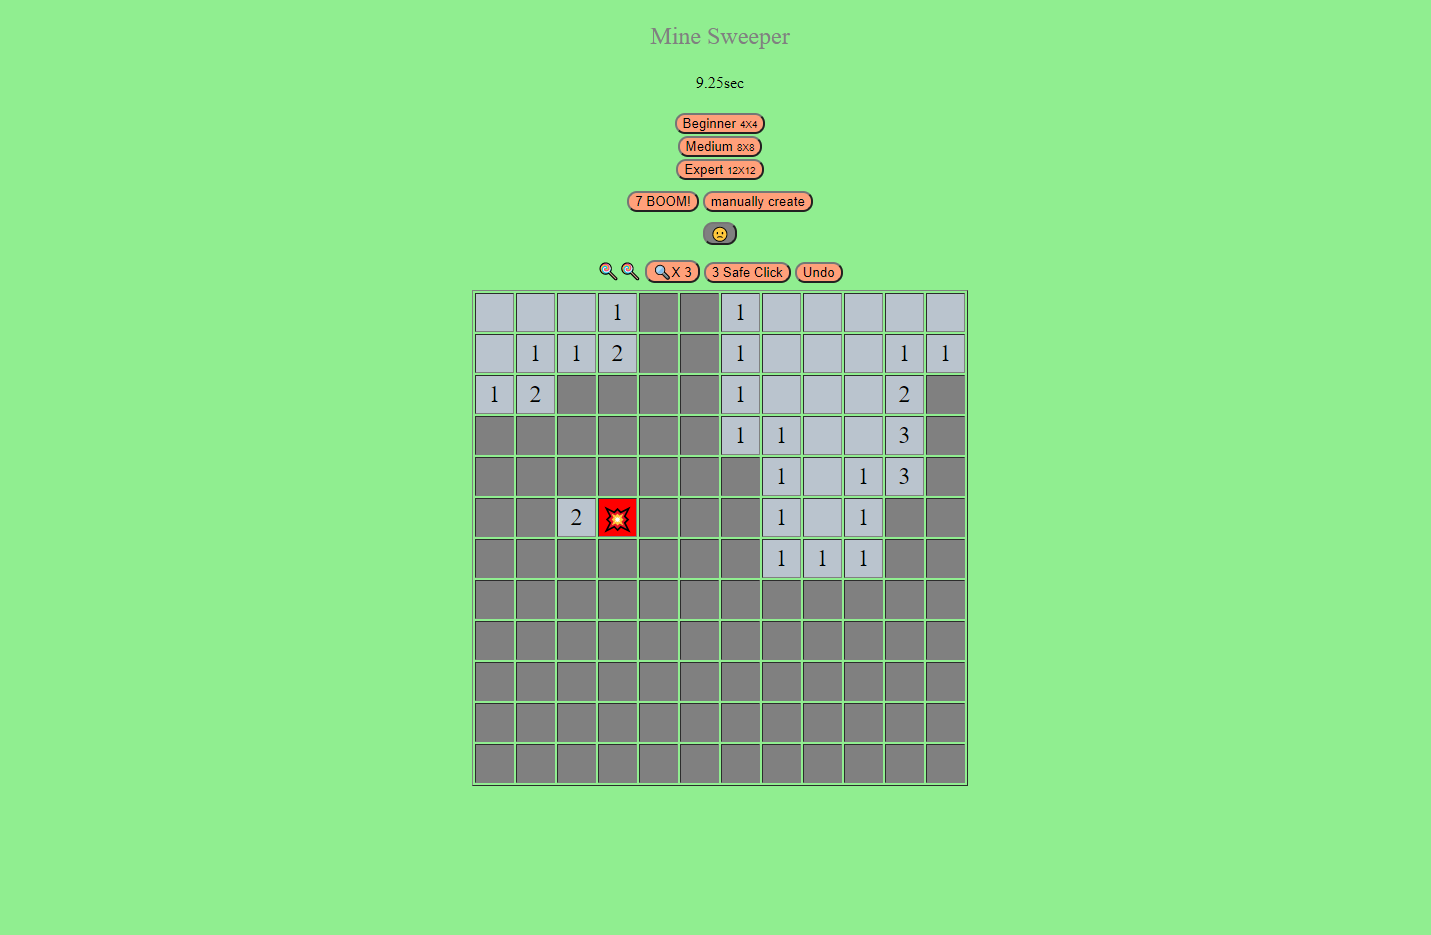 Mine Sweeper
9.25sec
Beginner 4X4
Medium 8X8
Expert 12X12
7 BOOM! manually create
X 3 3 Safe Click Undo
1 1
1 1 2 1 1 1
1 2 1 2
1 1 3
1 1 3
2 1 1
1 1 1